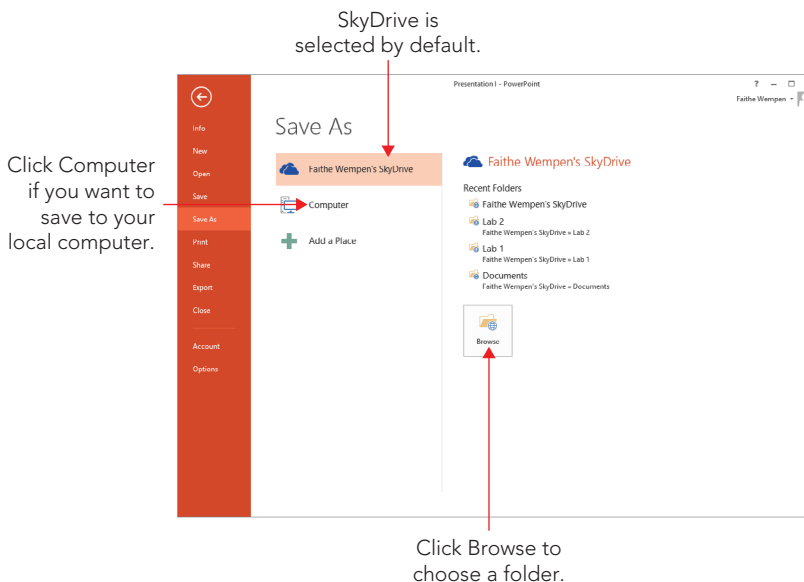 SkyDrive is
selected by default.
Presentation1 - PowerPoint
?
Faithe Wempen
Save As
Info
New
Open
Save
Save As
Print
Share
Export
Close
Account
Options
Click Computer
if you want to
save to your
local computer.
Faithe Wempen's SkyDrive
Computer
Add a Place
Faithe Wempen's SkyDrive
Recent Folders
Faithe Wempen's SkyDrive
Lab 2
Faithe Wempen's SkyDrive » Lab 2
Lab 1
Faithe Wempen's SkyDrive » Lab 1
Documents
Faithe Wempen's SkyDrive » Documents
Browse
Click Browse to
choose a folder.